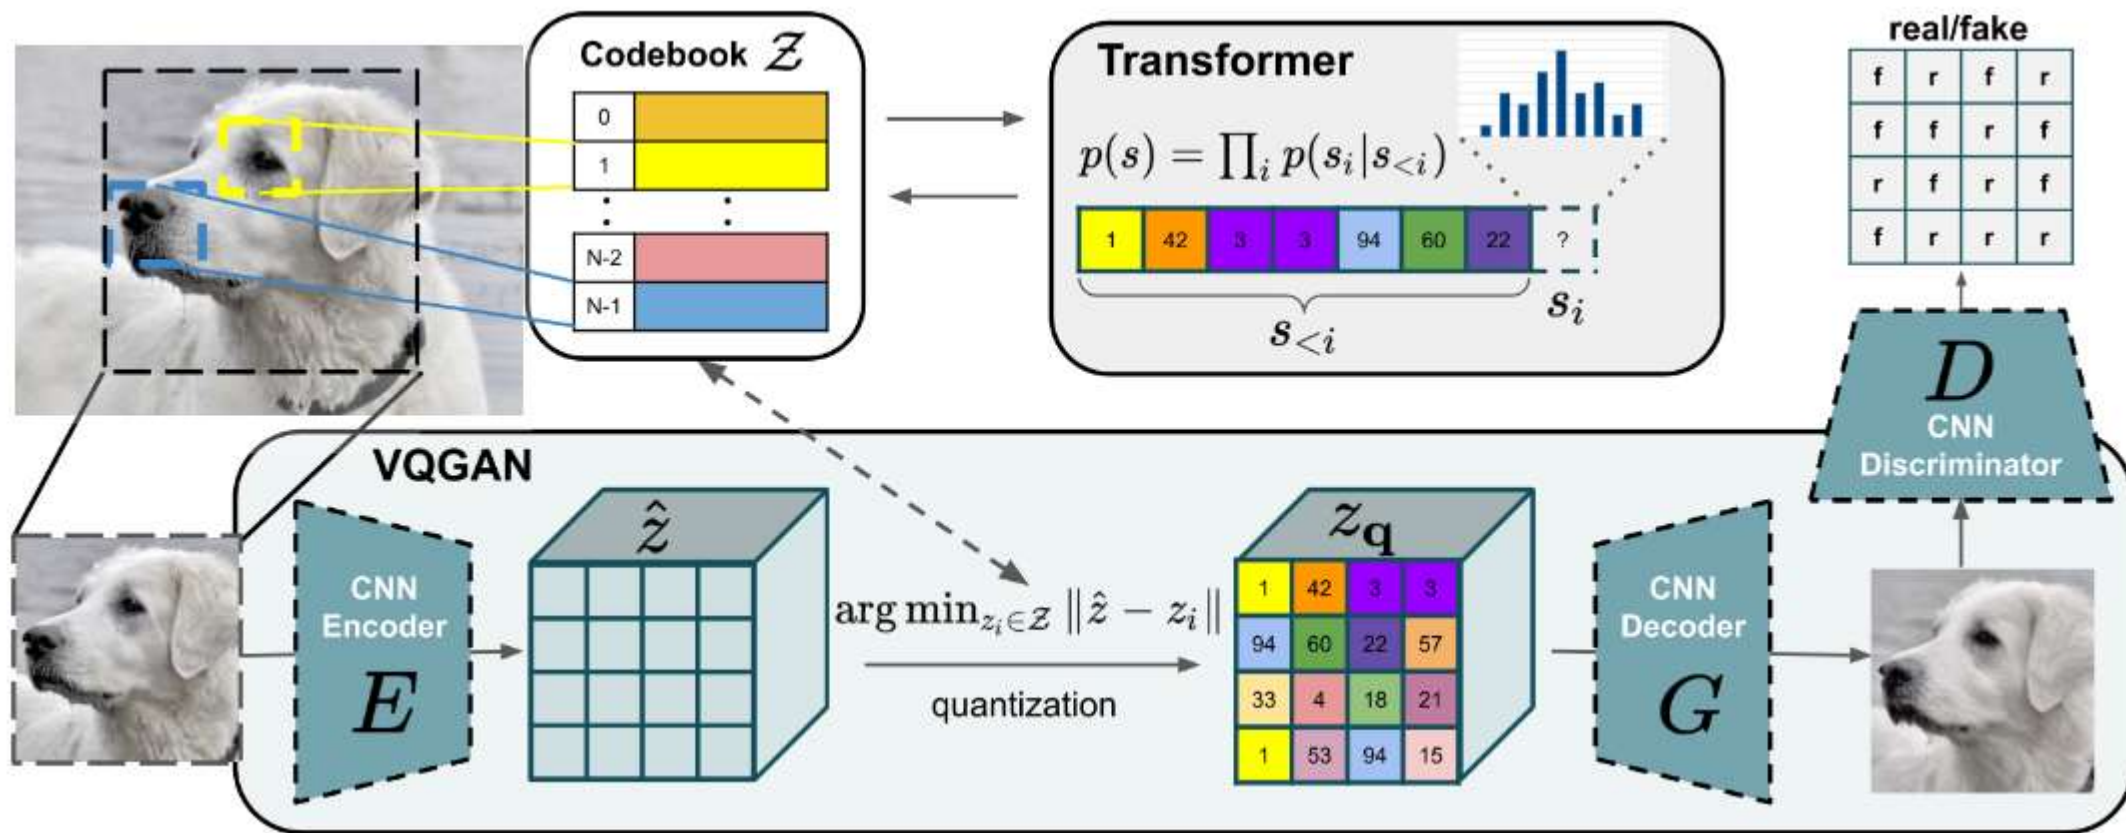 Codebook 𝒵
0
1
:
:
N-2
N-1
Transformer
p(s) = ∏ᵢ p(sᵢ|s<ᵢ)
1 42 3 3 94 60 22 ?
s<ᵢ
sᵢ
real/fake
f r f r
f f r f
r f r f
f r r r
D
CNN
Discriminator
VQGAN
CNN
Encoder
E
ẑ
arg min_{zᵢ∈𝒵} ‖ẑ − zᵢ‖
quantization
z_𝐪
1 42 3 3
94 60 22 57
33 4 18 21
1 53 94 15
CNN
Decoder
G